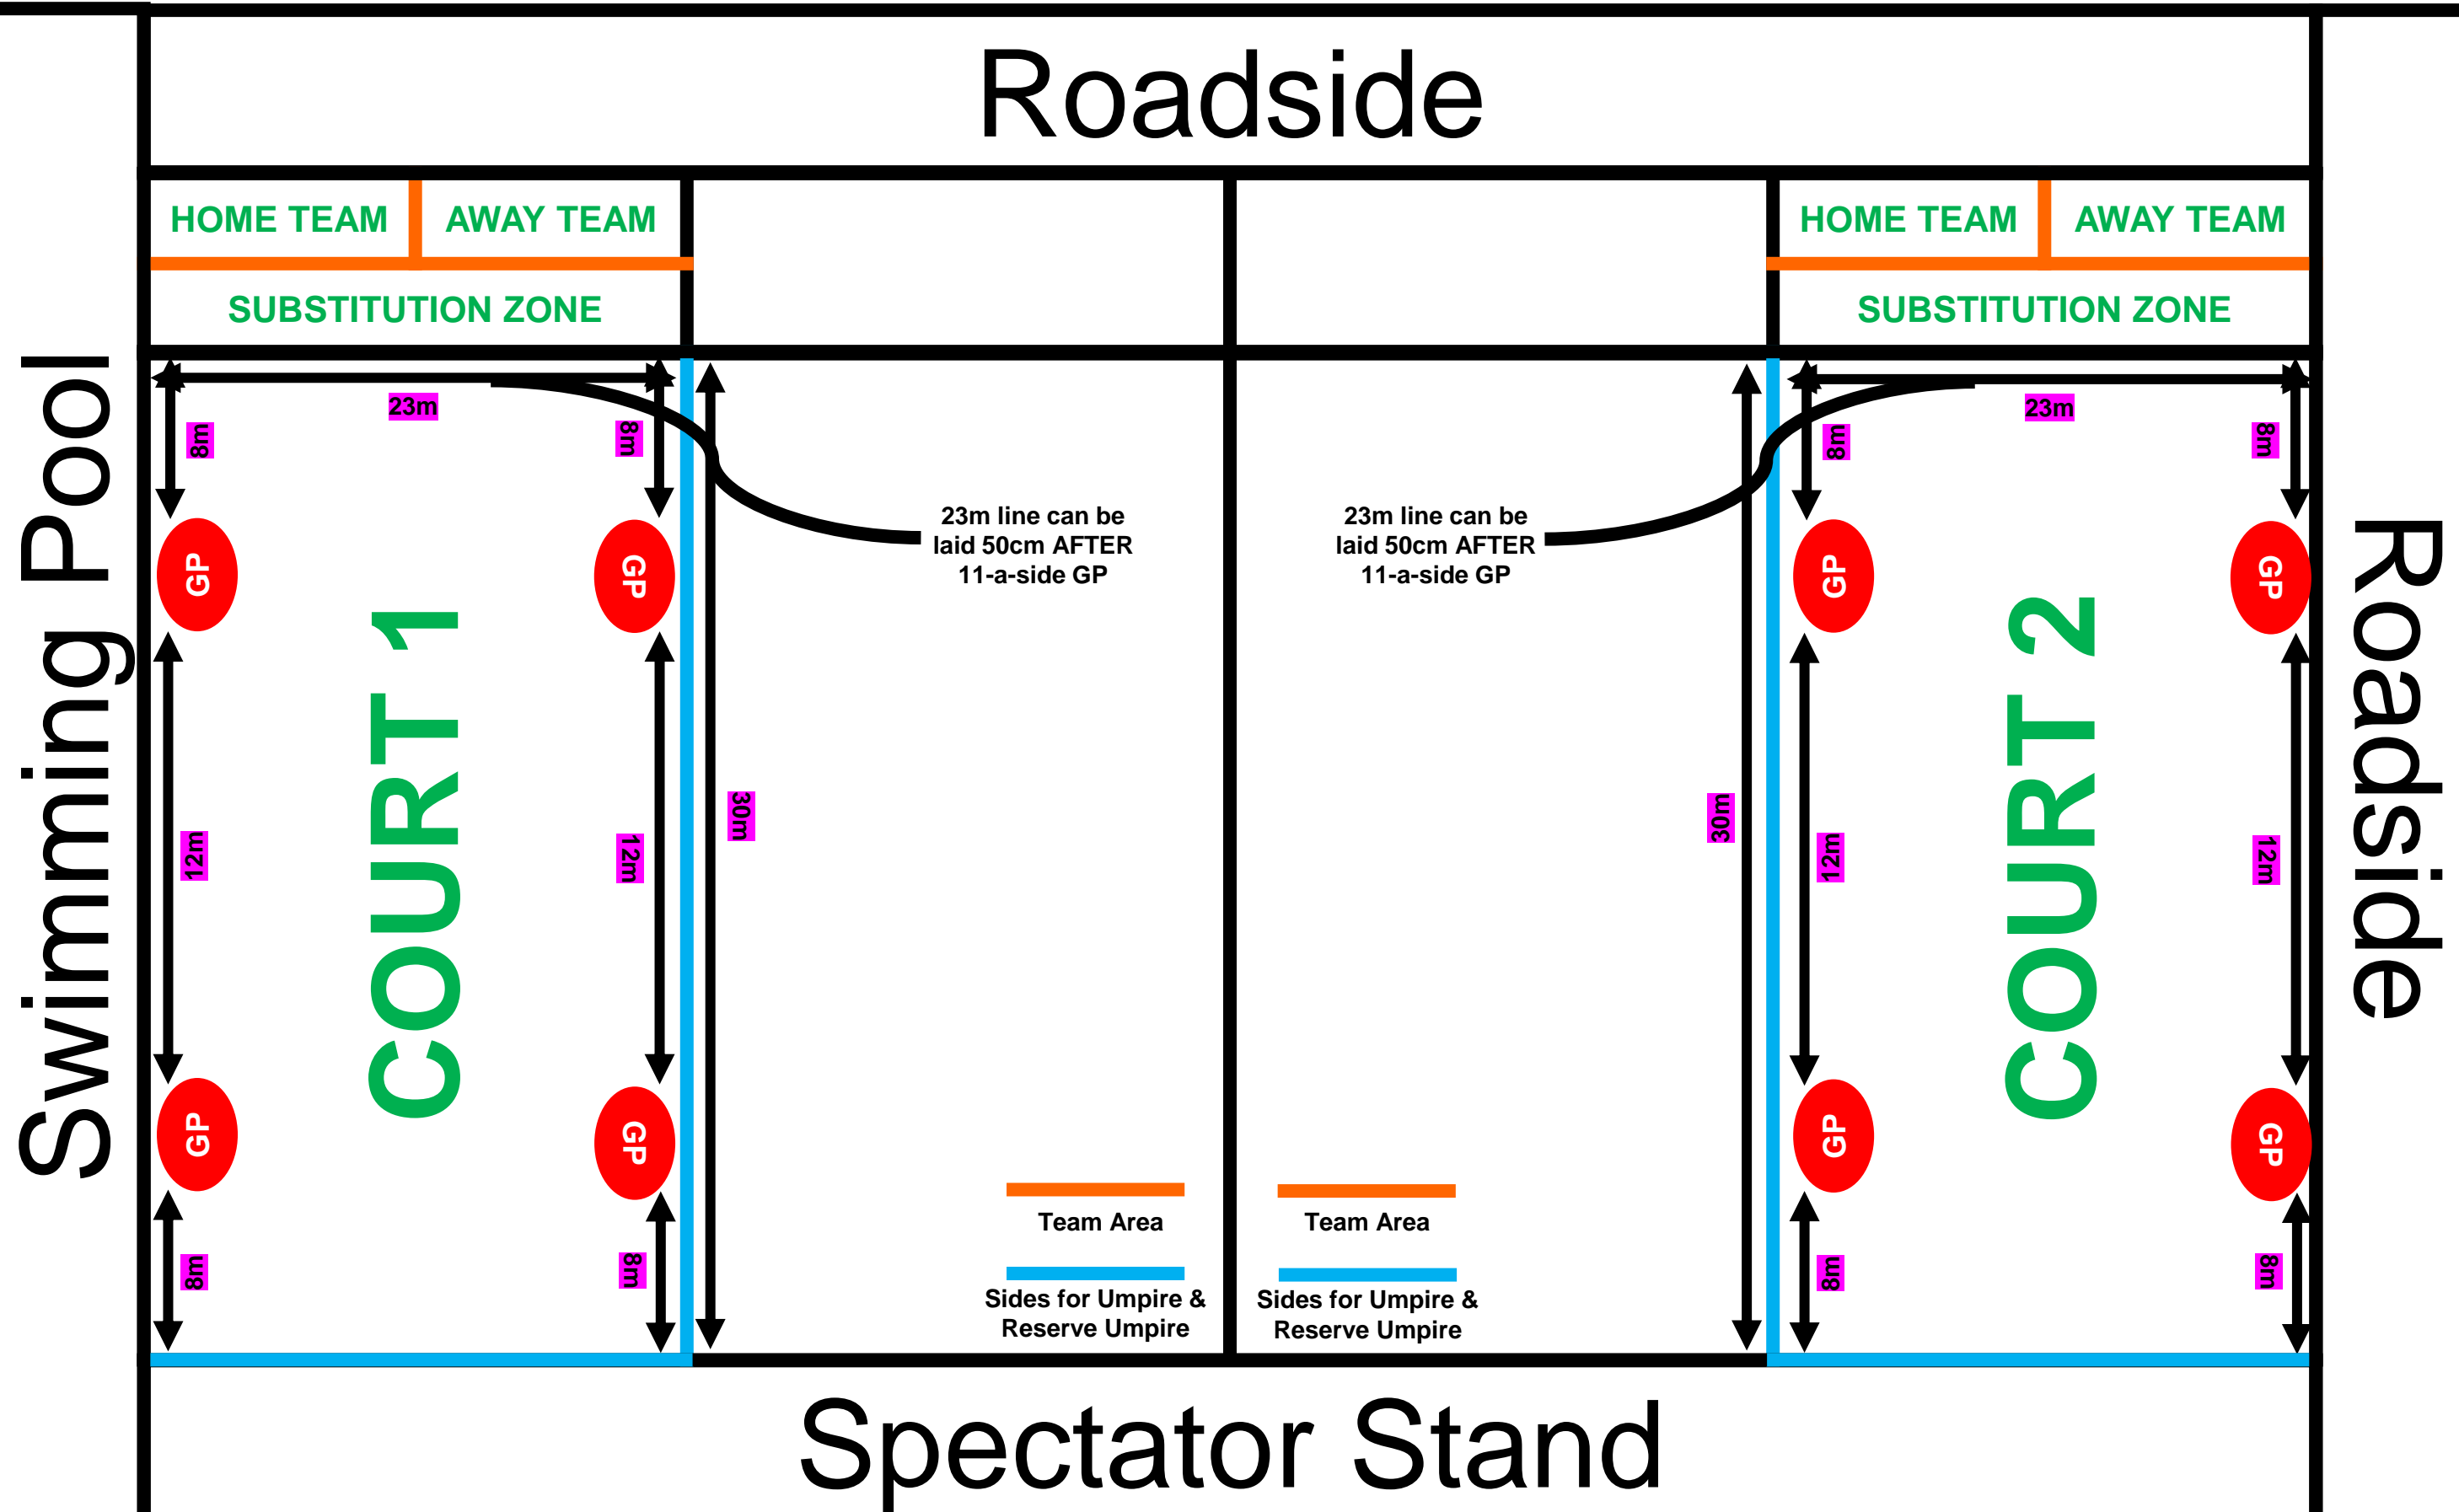 Roadside
HOME TEAM
AWAY TEAM
HOME TEAM
AWAY TEAM
SUBSTITUTION ZONE
SUBSTITUTION ZONE
23m
23m
8m
8m
8m
8m
Swimming Pool
Roadside
23m line can be
laid 50cm AFTER
11-a-side GP
23m line can be
laid 50cm AFTER
11-a-side GP
GP
GP
GP
GP
COURT 1
COURT 2
30m
30m
12m
12m
12m
12m
GP
GP
GP
GP
Team Area
Team Area
8m
8m
8m
8m
Sides for Umpire &
Reserve Umpire
Sides for Umpire &
Reserve Umpire
Spectator Stand